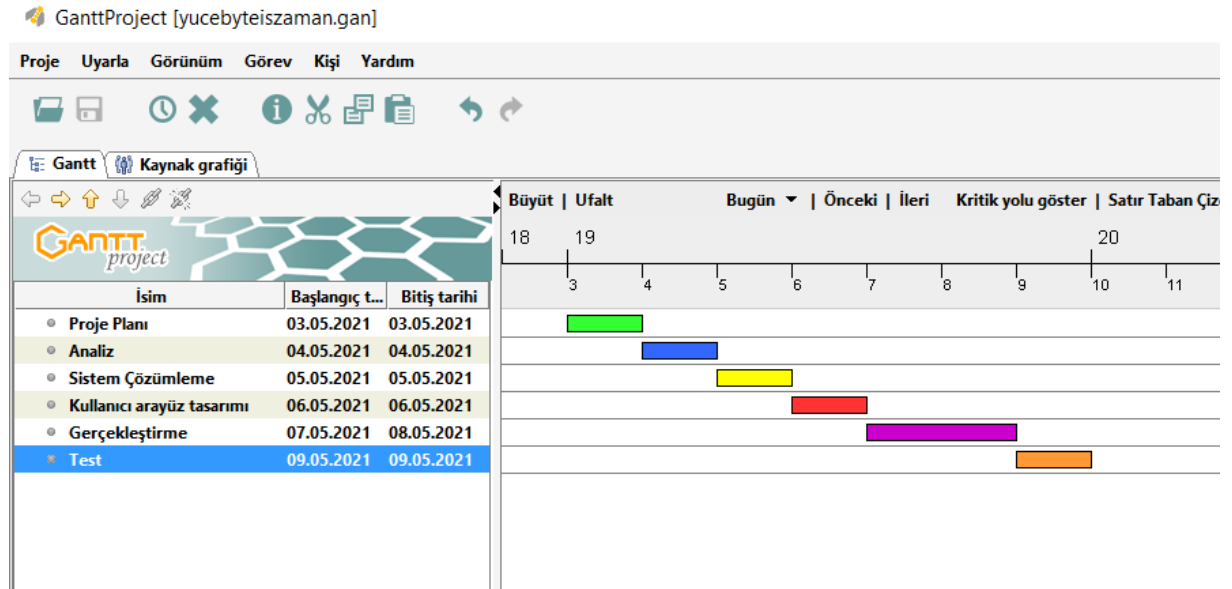 GanttProject [yucebyteiszaman.gan]
Proje Uyarla Görünüm Görev Kişi Yardım
Gantt Kaynak grafiği
Büyüt | Ufalt Bugün | Önceki | İleri Kritik yolu göster | Satır Taban Çiz
GANTT
project
18 19 20
3 4 5 6 7 8 9 10 11
İsim Başlangıç t... Bitiş tarihi
Proje Planı 03.05.2021 03.05.2021
Analiz 04.05.2021 04.05.2021
Sistem Çözümleme 05.05.2021 05.05.2021
Kullanıcı arayüz tasarımı 06.05.2021 06.05.2021
Gerçekleştirme 07.05.2021 08.05.2021
Test 09.05.2021 09.05.2021